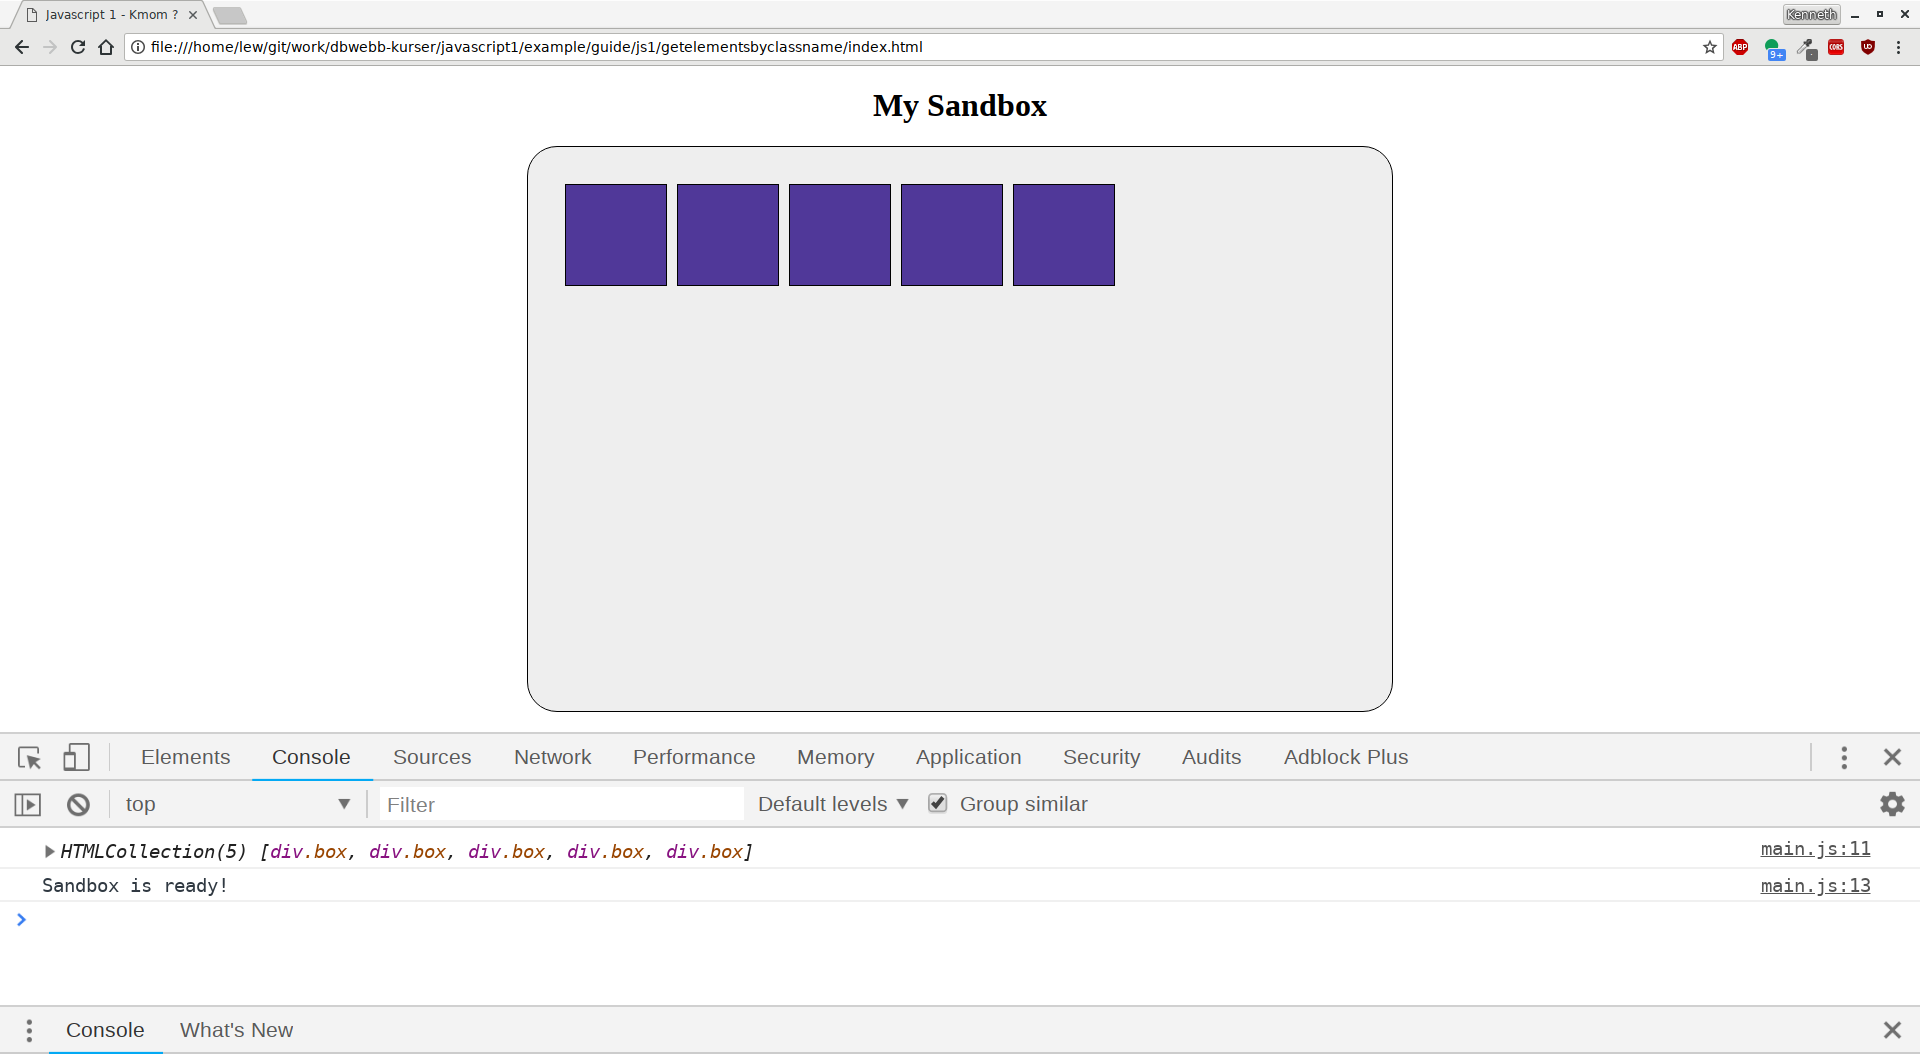 Javascript 1 - Kmom ?
Kenneth
file:///home/lew/git/work/dbwebb-kurser/javascript1/example/guide/js1/getelementsbyclassname/index.html
ABP
9+
CORS
My Sandbox
Elements Console Sources Network Performance Memory Application Security Audits Adblock Plus
top Filter Default levels Group similar
HTMLCollection(5) [div.box, div.box, div.box, div.box, div.box] main.js:11
Sandbox is ready! main.js:13
Console What's New